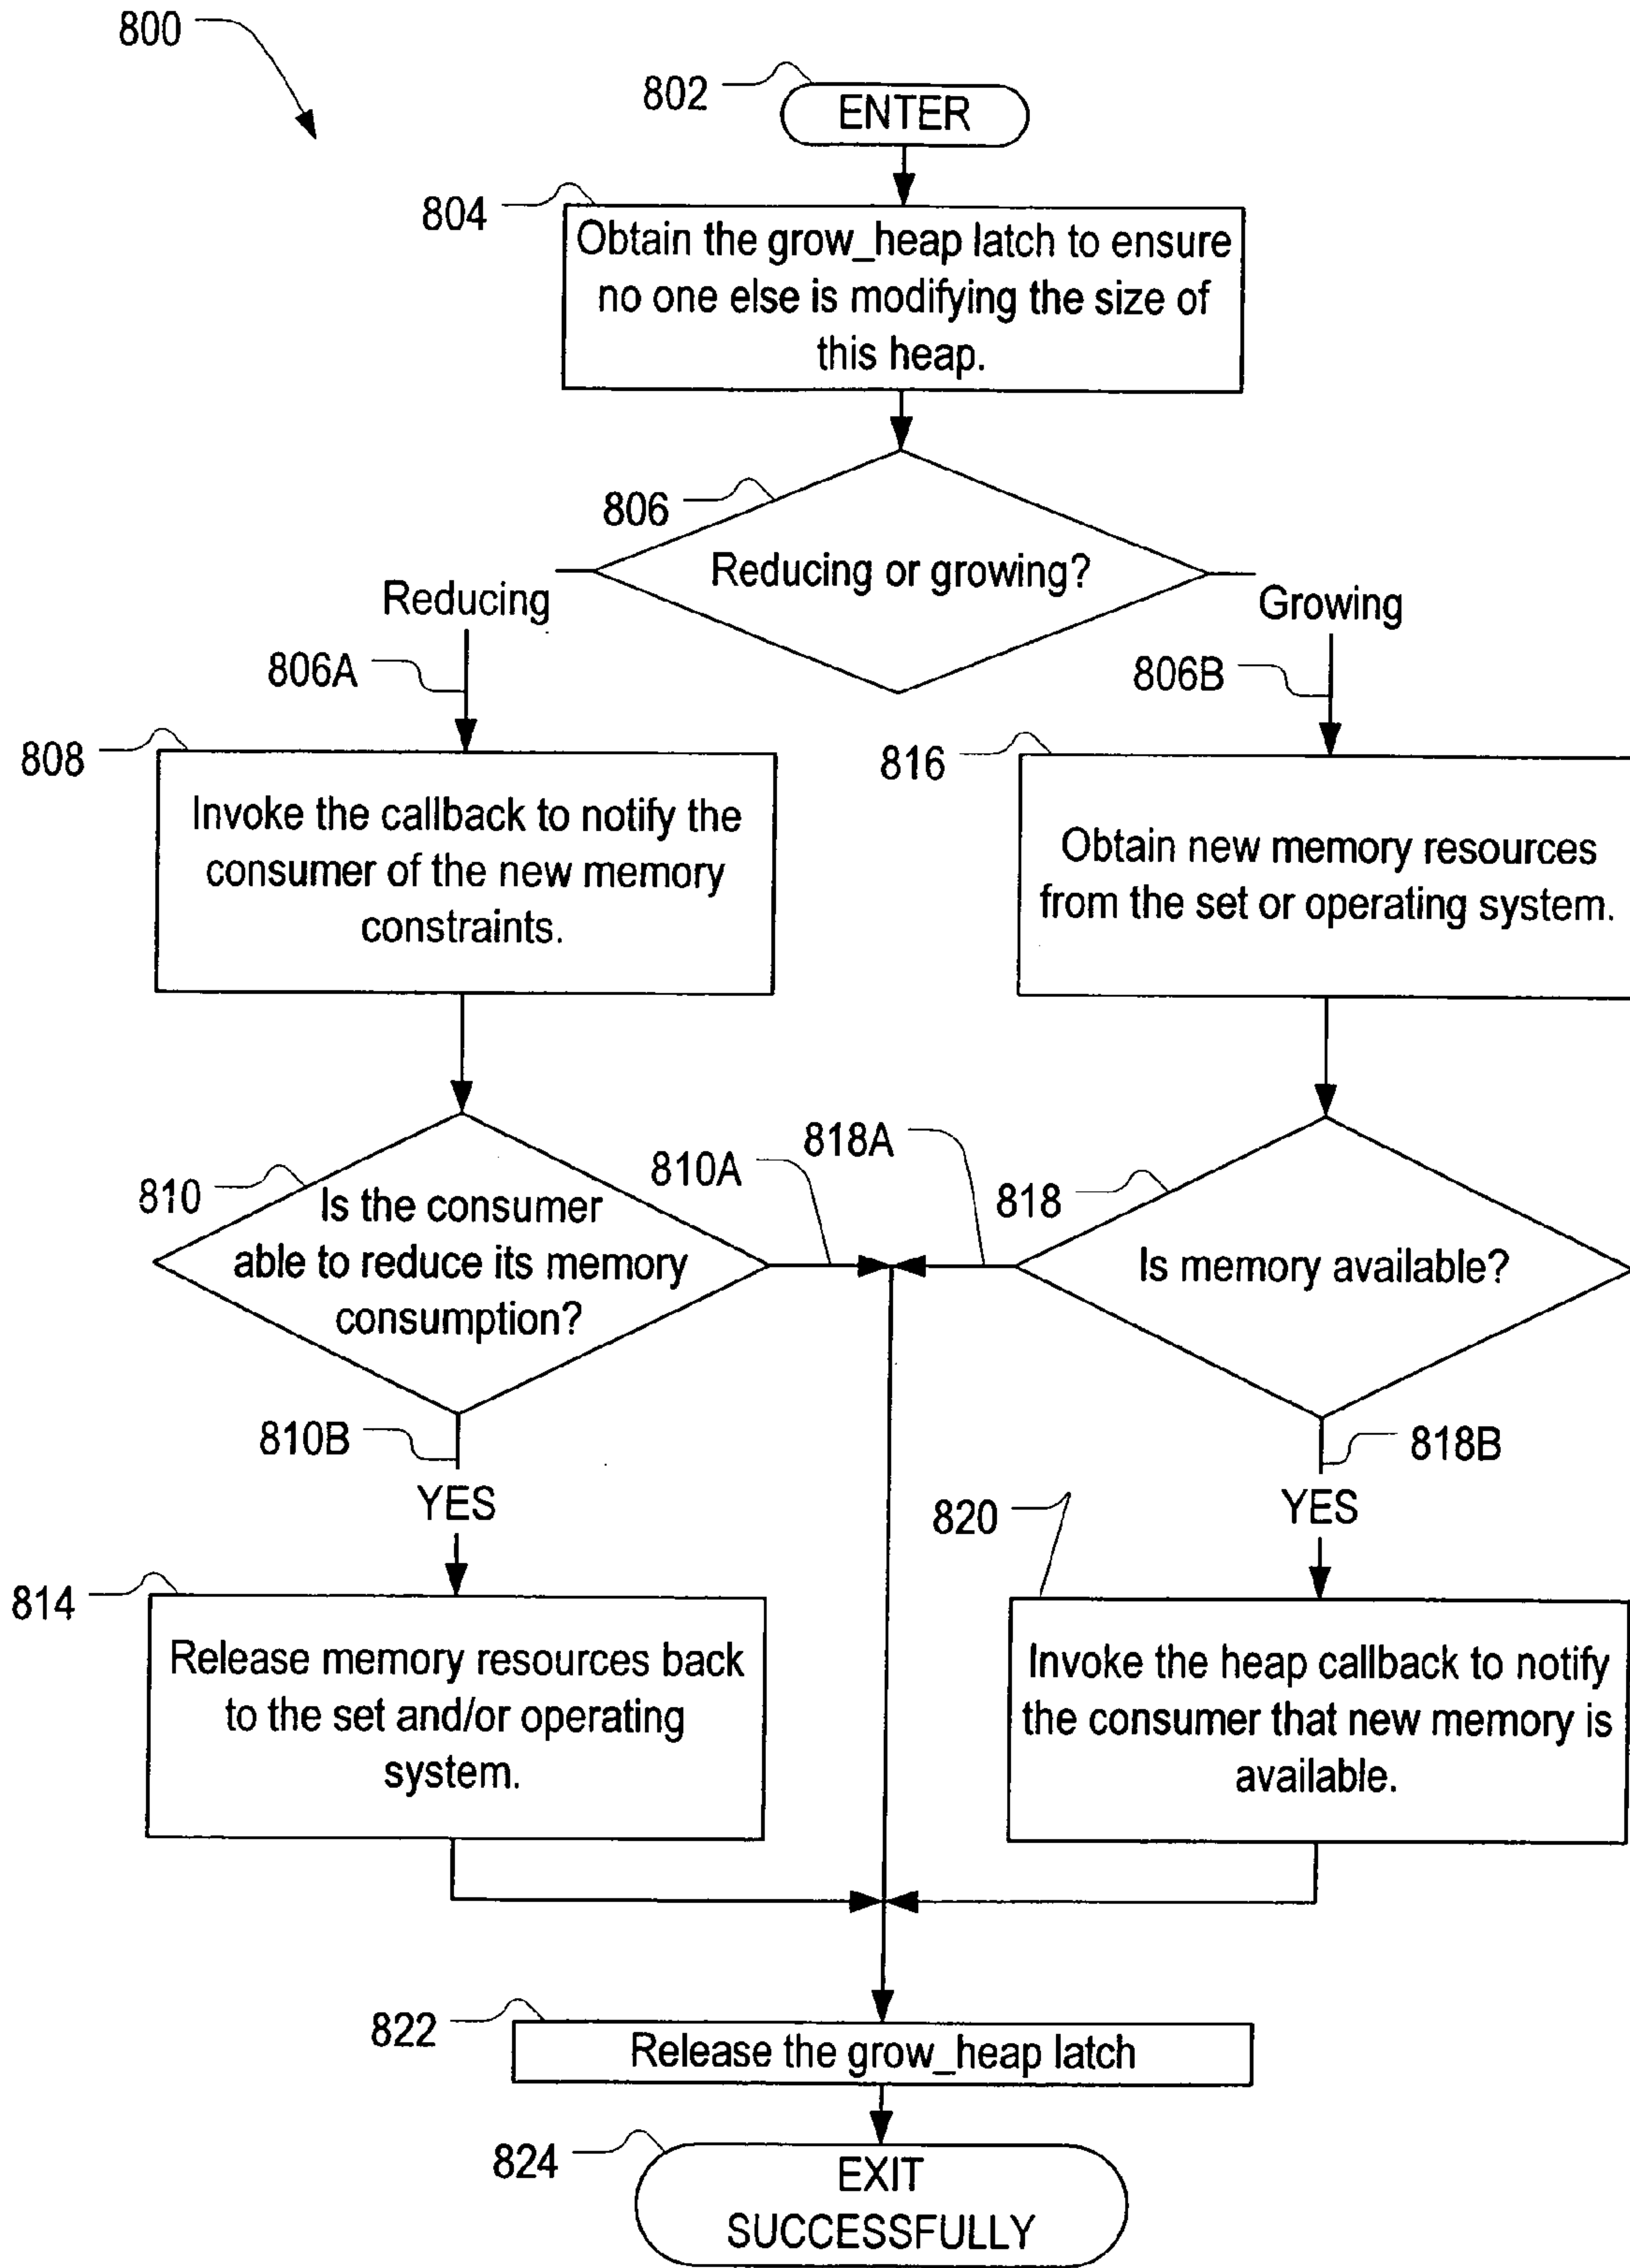 800
802
ENTER
804
Obtain the grow_heap latch to ensure
no one else is modifying the size of
this heap.
806
Reducing or growing?
Reducing
Growing
806A
806B
808
Invoke the callback to notify the
consumer of the new memory
constraints.
816
Obtain new memory resources
from the set or operating system.
810
Is the consumer
able to reduce its memory
consumption?
810A
818A
818
Is memory available?
810B
YES
818B
YES
814
Release memory resources back
to the set and/or operating
system.
820
Invoke the heap callback to notify
the consumer that new memory is
available.
822
Release the grow_heap latch
824
EXIT
SUCCESSFULLY